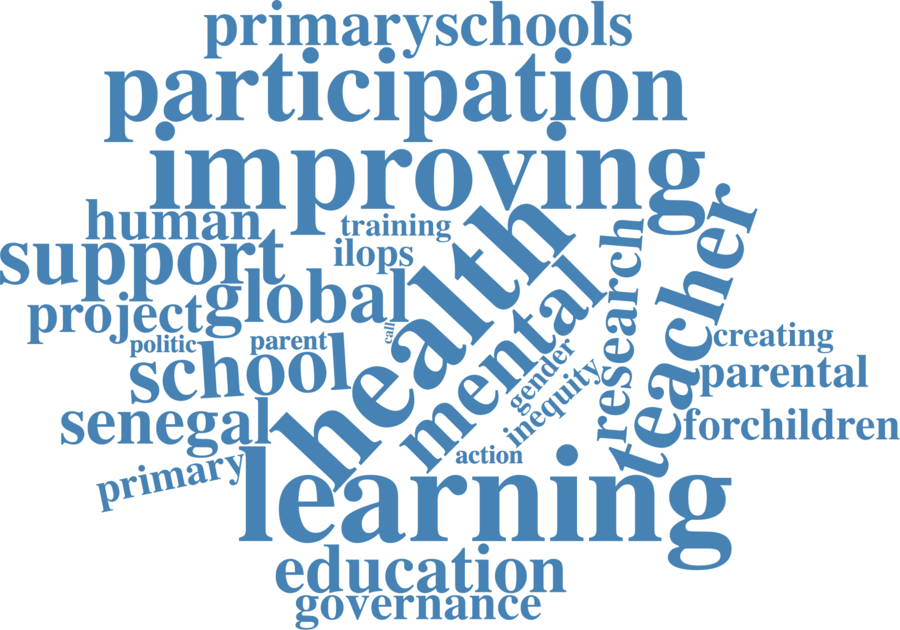 primaryschools
participation
improving
human
training
support
ilops
health
teacher
global
research
project
mental
call
politic
parent
creating
school
gender
parental
inequity
senegal
forchildren
primary
action
learning
education
governance